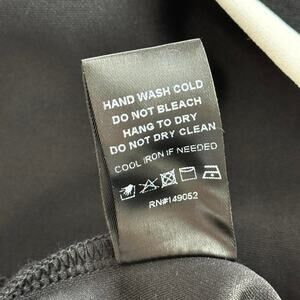 HAND WASH COLD
DO NOT BLEACH
HANG TO DRY
DO NOT DRY CLEAN
COOL IRON IF NEEDED
RN#149052